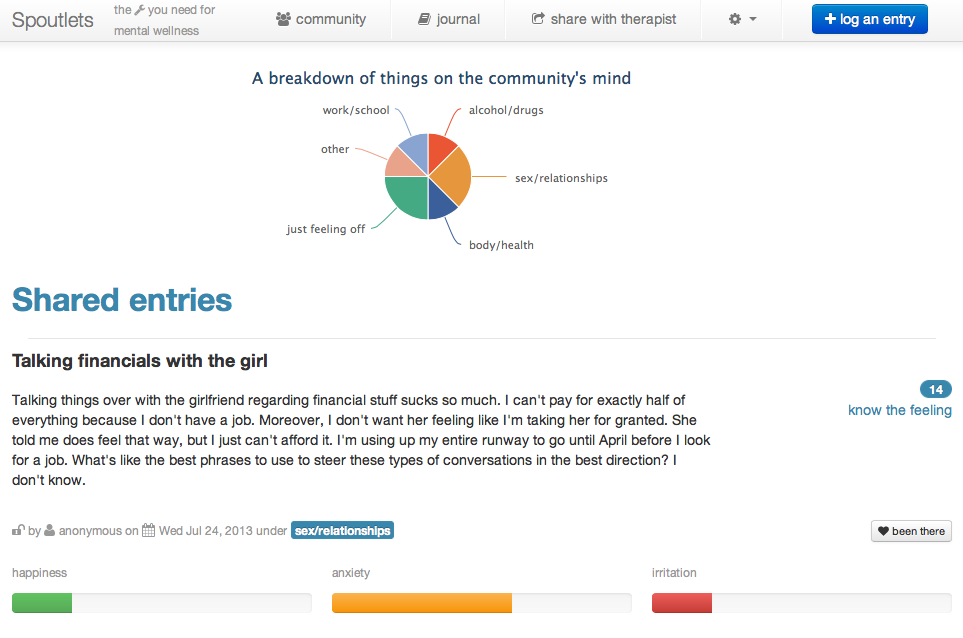 Spoutlets
the you need for
mental wellness
community
journal
share with therapist
+ log an entry
A breakdown of things on the community's mind
work/school
alcohol/drugs
other
sex/relationships
just feeling off
body/health
Shared entries
Talking financials with the girl
14
know the feeling
Talking things over with the girlfriend regarding financial stuff sucks so much. I can't pay for exactly half of
everything because I don't have a job. Moreover, I don't want her feeling like I'm taking her for granted. She
told me does feel that way, but I just can't afford it. I'm using up my entire runway to go until April before I look
for a job. What's like the best phrases to use to steer these types of conversations in the best direction? I
don't know.
by anonymous on Wed Jul 24, 2013 under sex/relationships
been there
happiness
anxiety
irritation